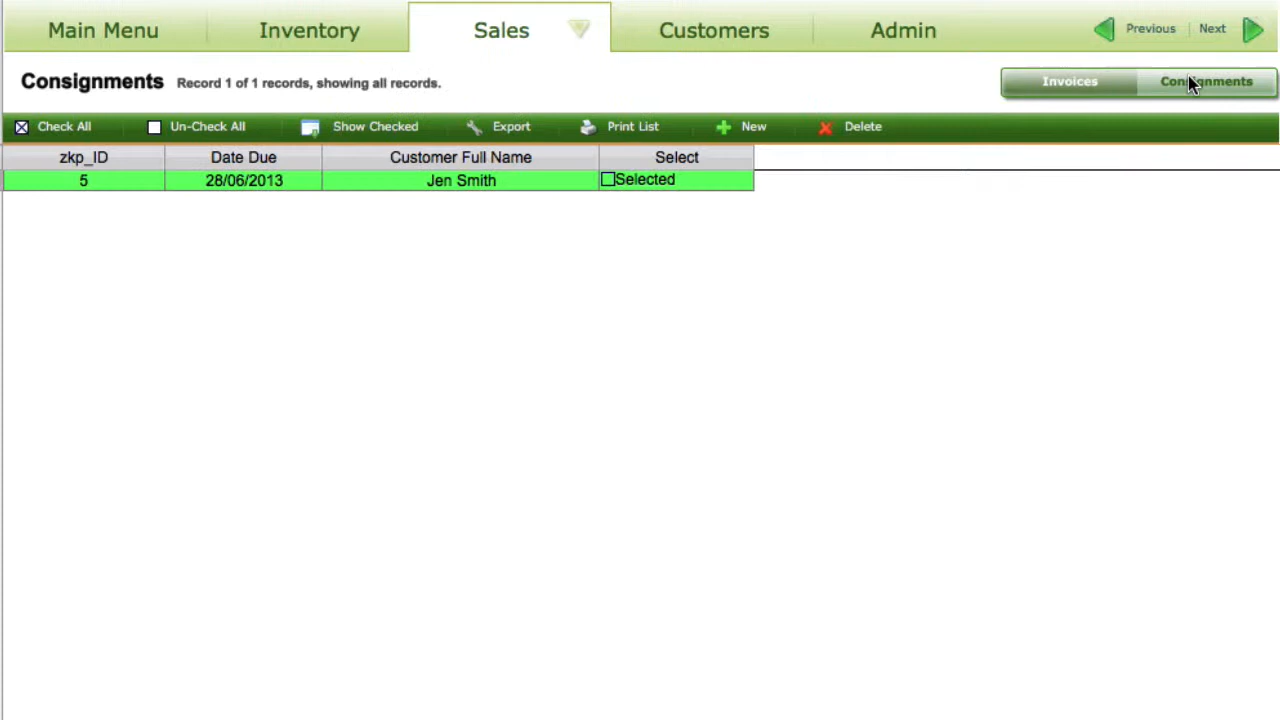 Main Menu Inventory Sales Customers Admin Previous Next
Consignments Record 1 of 1 records, showing all records. Invoices Consignments
Check All Un-Check All Show Checked Export Print List New Delete
zkp_ID Date Due Customer Full Name Select
5 28/06/2013 Jen Smith Selected